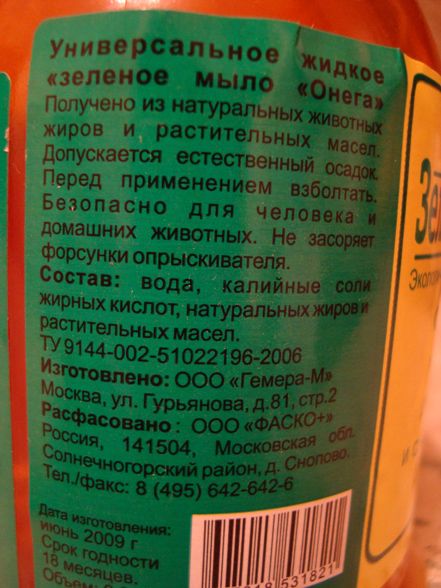 Универсальное жидкое
«зеленое мыло «Онега»
Получено из натуральных животных
жиров и растительных масел.
Допускается естественный осадок.
Перед применением взболтать.
Безопасно для человека и
домашних животных. Не засоряет
форсунки опрыскивателя.
Состав: вода, калийные соли
жирных кислот, натуральных жиров и
растительных масел.
ТУ 9144-002-51022196-2006
Изготовлено: ООО «Гемера-М»
Москва, ул. Гурьянова, д.81, стр.2
Расфасовано : ООО «ФАСКО+»
Россия, 141504, Московская обл.
Солнечногорский район, д. Снопово.
Тел./факс: 8 (495) 642-642-6
Дата изготовления:
июнь 2009 г
Срок годности
18 месяцев.
Объем:
531821